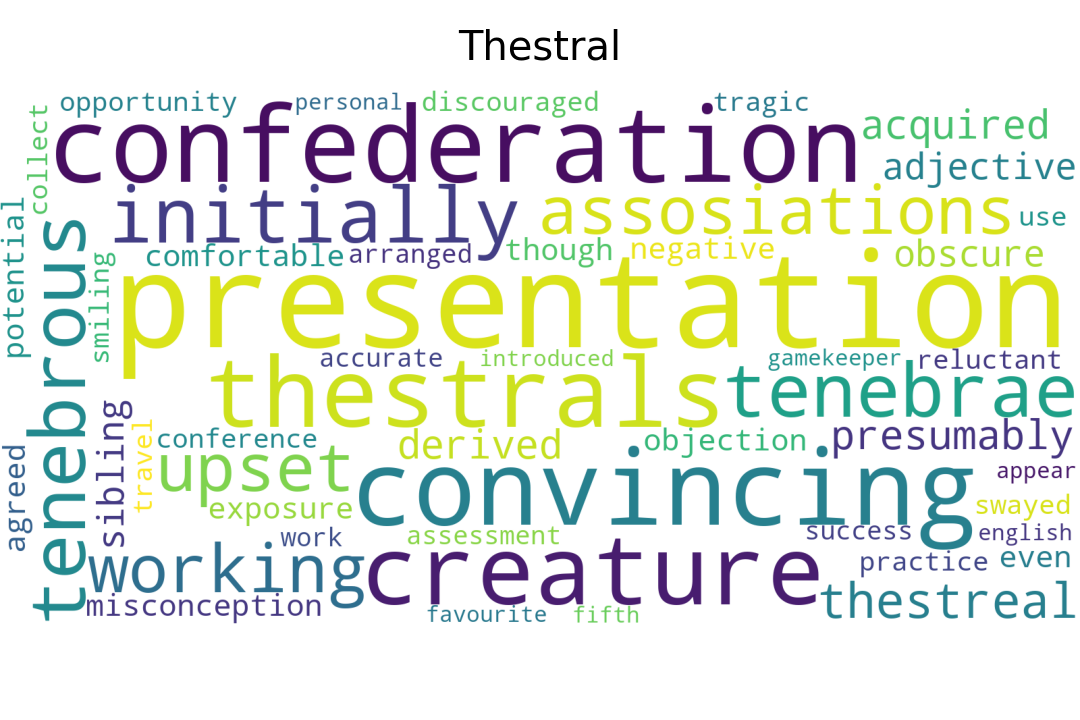 Thestral
opportunity personal discouraged tragic
collect confederation acquired
adjective
initially assosiations use
potential tenebrous smiling comfortable arranged though negative obscure
presentation
accurate introduced gamekeeper reluctant
thestrals tenebrae
agreed sibling travel conference derived objection presumably
upset convincing appear
exposure swayed
work assessment success english
working creature practice even
misconception favourite fifth thestreal